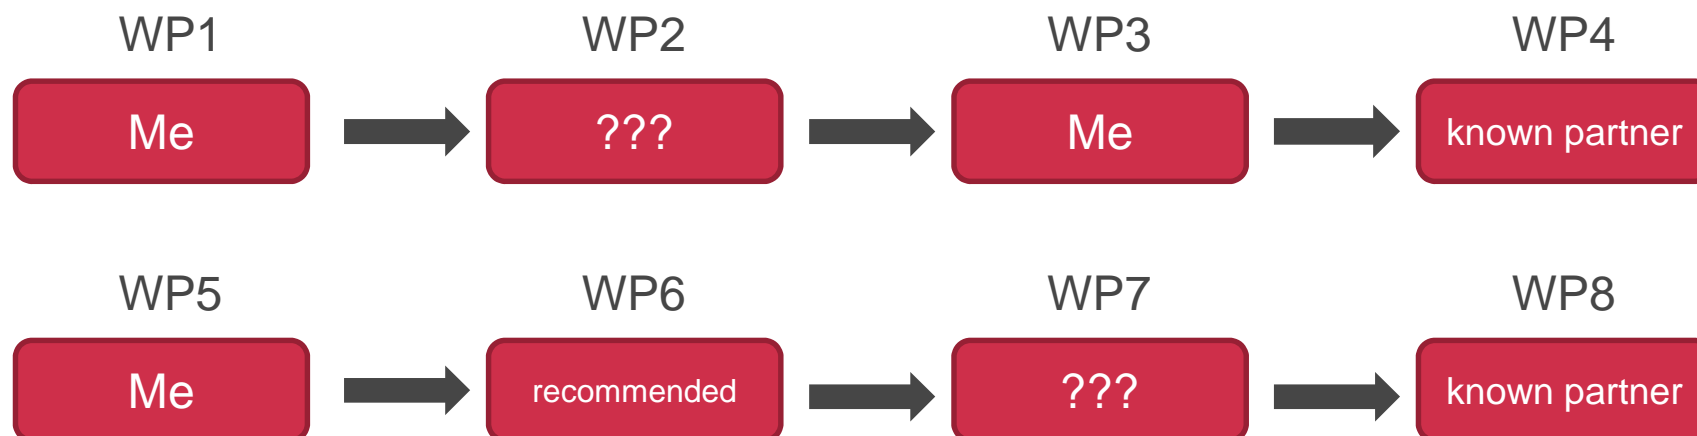 WP1 WP2 WP3 WP4
Me ??? Me known partner
WP5 WP6 WP7 WP8
Me recommended ??? known partner